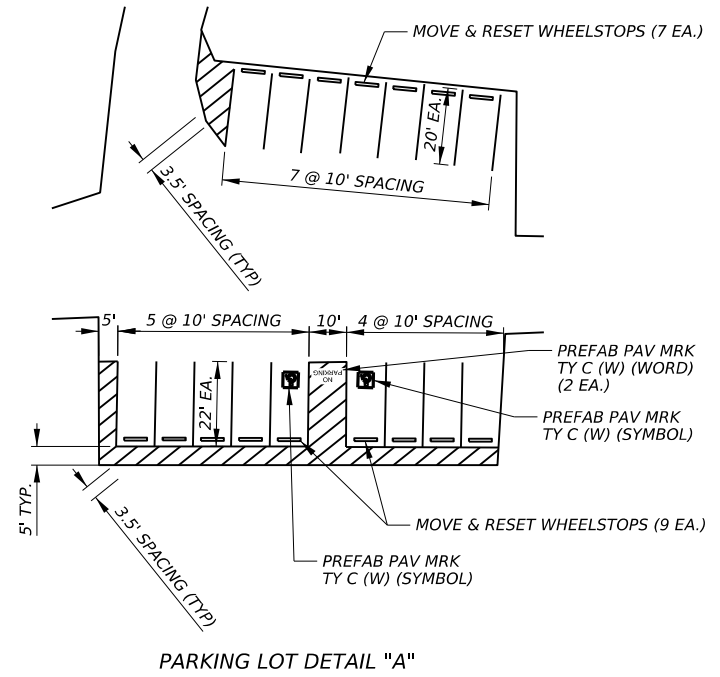 MOVE & RESET WHEELSTOPS (7 EA.)
20' EA.
7 @ 10' SPACING
3.5' SPACING (TYP)
5'
5 @ 10' SPACING
10'
4 @ 10' SPACING
PREFAB PAV MRK
TY C (W) (WORD)
(2 EA.)
NO
PARKING
22' EA.
PREFAB PAV MRK
TY C (W) (SYMBOL)
5' TYP.
3.5' SPACING (TYP)
MOVE & RESET WHEELSTOPS (9 EA.)
PREFAB PAV MRK
TY C (W) (SYMBOL)
PARKING LOT DETAIL "A"